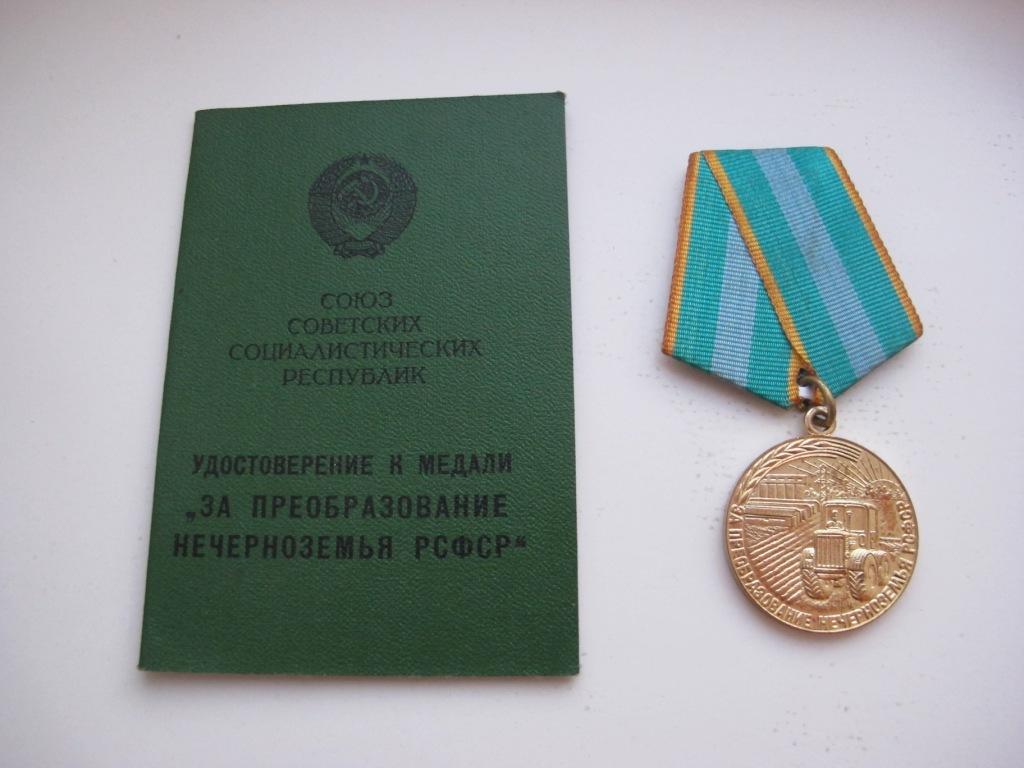 СОЮЗ
СОВЕТСКИХ
СОЦИАЛИСТИЧЕСКИХ
РЕСПУБЛИК
УДОСТОВЕРЕНИЕ К МЕДАЛИ
„ЗА ПРЕОБРАЗОВАНИЕ
НЕЧЕРНОЗЕМЬЯ РСФСР“
ЗА ПРЕОБРАЗОВАНИЕ НЕЧЕРНОЗЕМЬЯ РСФСР